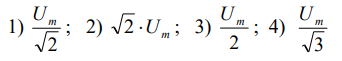 1) U_m/√2; 2) √2·U_m; 3) U_m/2; 4) U_m/√3